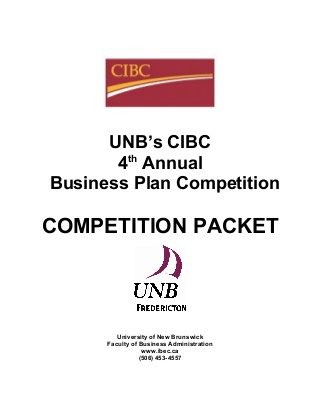 CIBC
UNB's CIBC
4th Annual
Business Plan Competition
COMPETITION PACKET
UNB
FREDERICTON
University of New Brunswick
Faculty of Business Administration
www.ibec.ca
(506) 453-4557